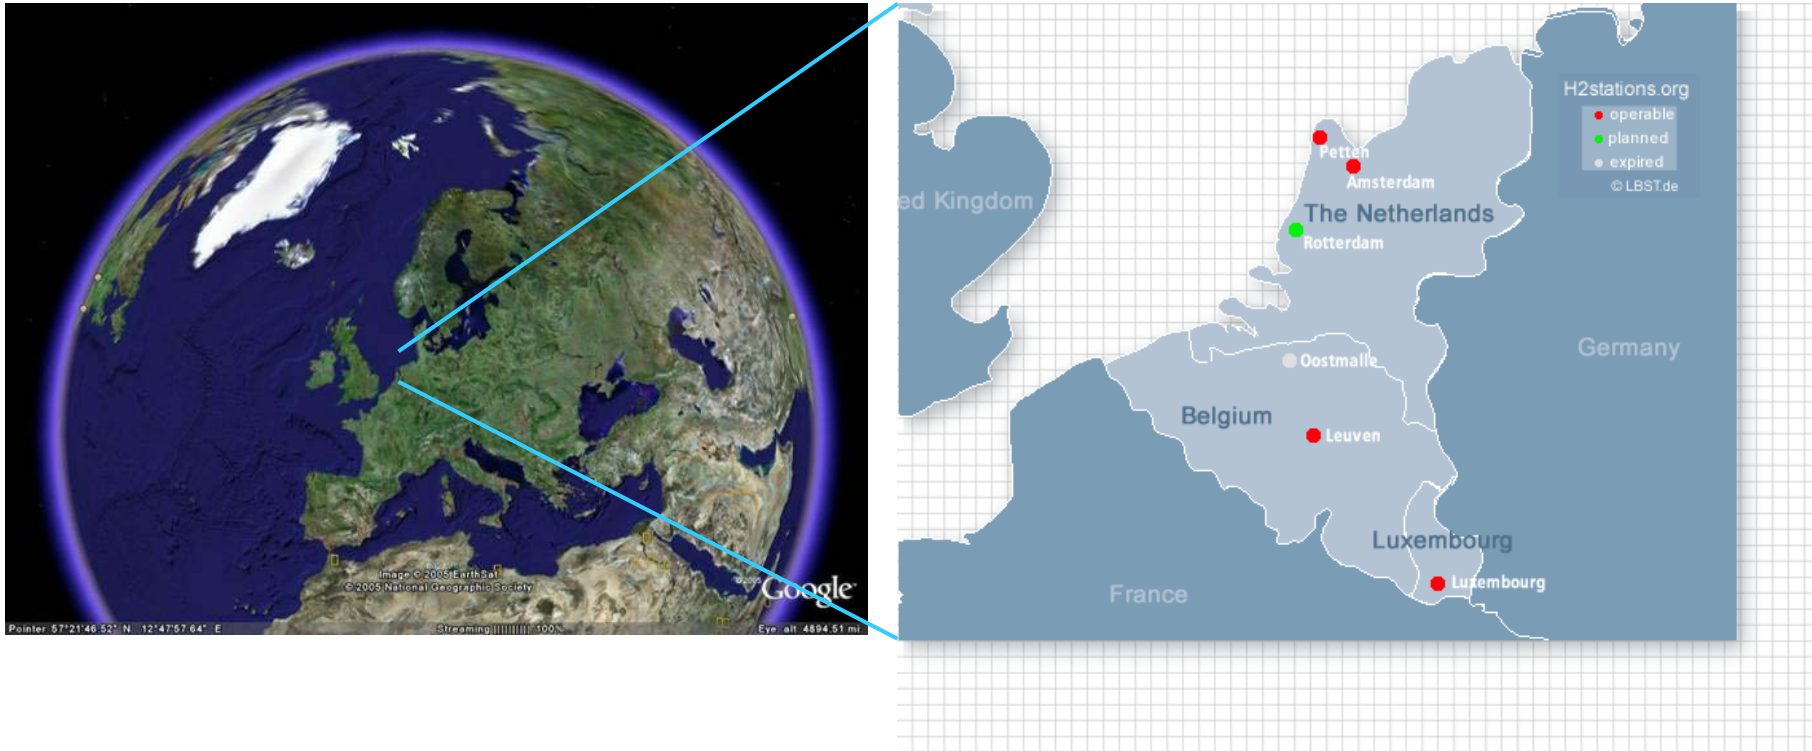 Image © 2005 EarthSat
© 2005 National Geographic Society
© 2005
Google
Pointer 57°21'46.52" N 12°47'57.64" E
Streaming |||||||||| 100%
Eye alt 4894.51 mi
H2stations.org
operable
planned
expired
© LBST.de
Petten
Amsterdam
ed Kingdom
The Netherlands
Rotterdam
Germany
Oostmalle
Belgium
Leuven
Luxembourg
Luxembourg
France